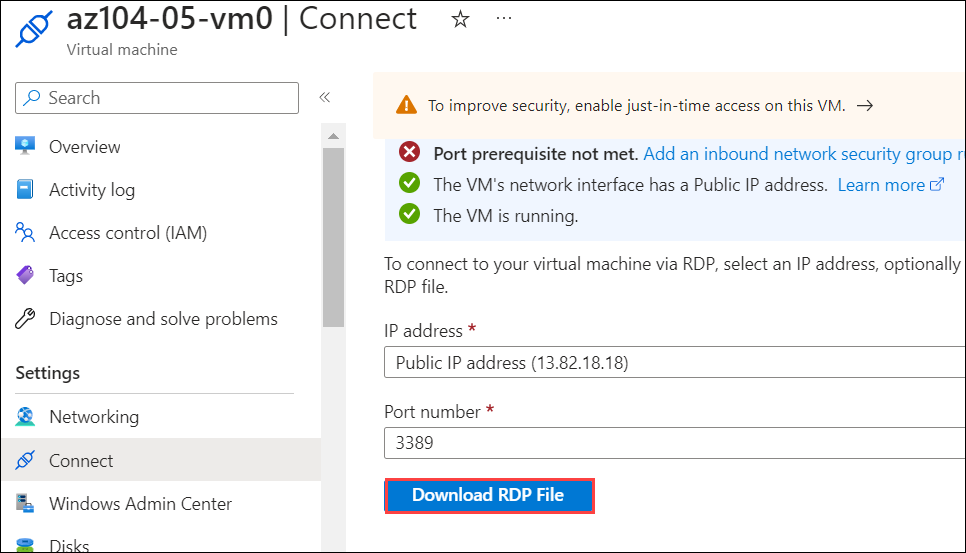 az104-05-vm0 | Connect
Virtual machine
Search
Overview
Activity log
Access control (IAM)
Tags
Diagnose and solve problems
Settings
Networking
Connect
Windows Admin Center
Disks
To improve security, enable just-in-time access on this VM.
Port prerequisite not met. Add an inbound network security group
The VM's network interface has a Public IP address. Learn more
The VM is running.
To connect to your virtual machine via RDP, select an IP address, optionally
RDP file.
IP address *
Public IP address (13.82.18.18)
Port number *
3389
Download RDP File